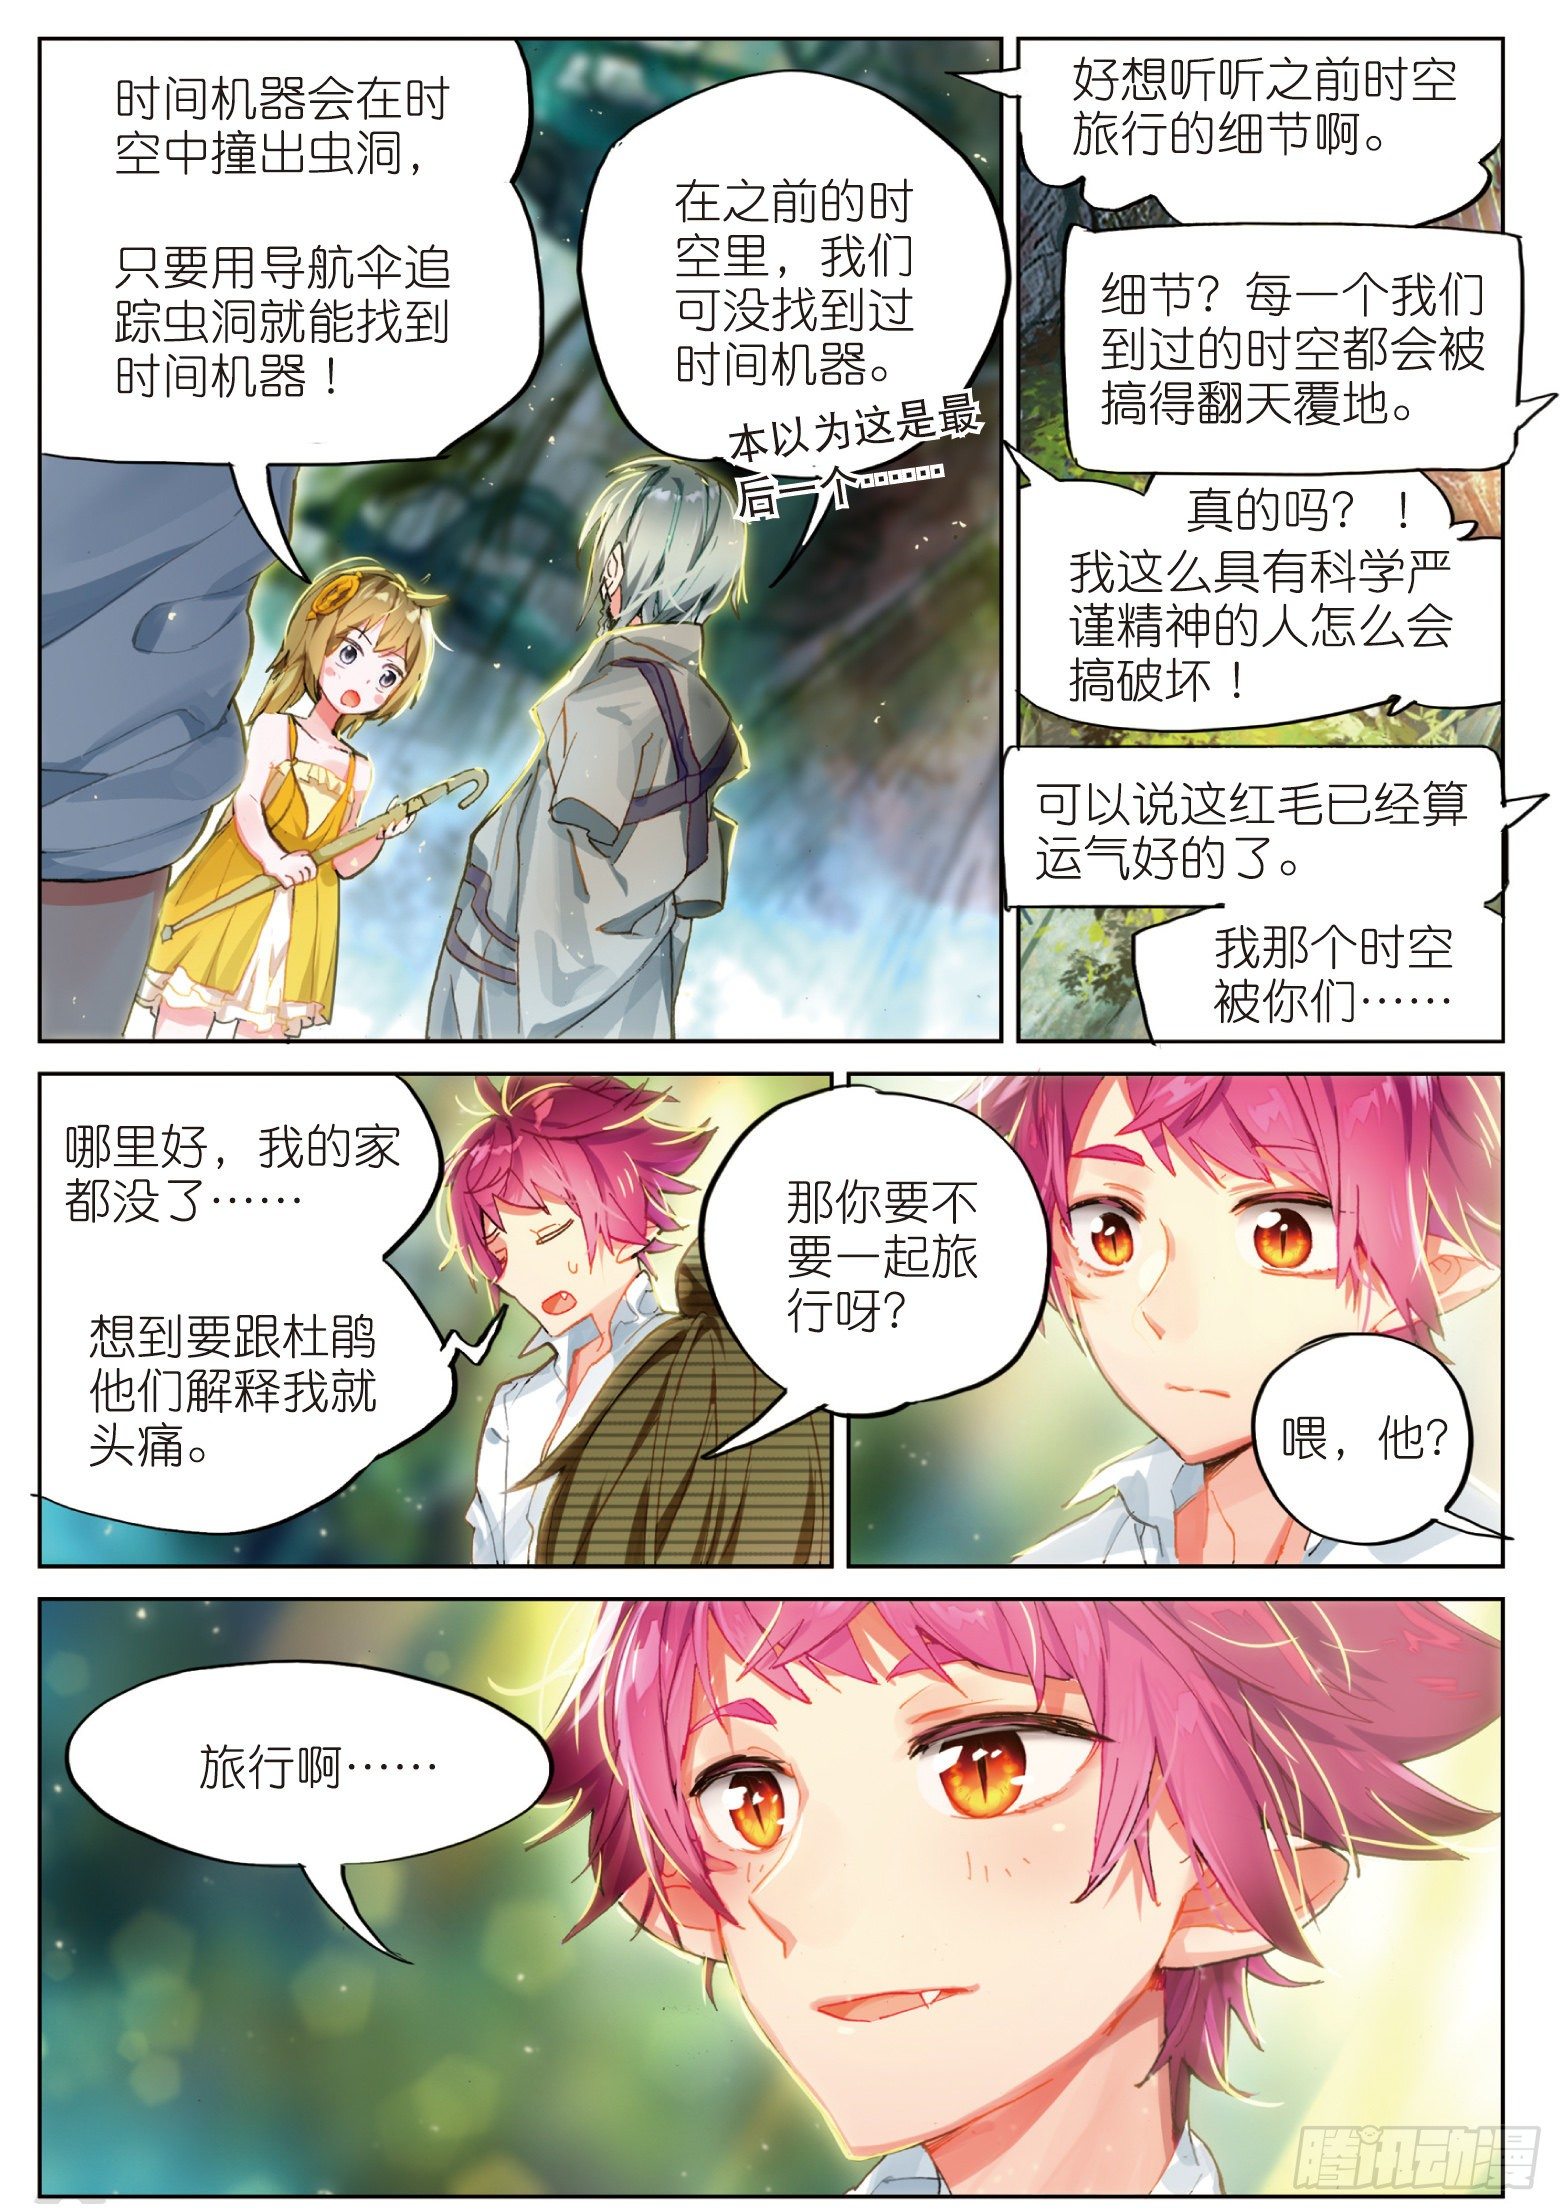 时间机器会在时
空中撞出虫洞，
只要用导航伞追
踪虫洞就能找到
时间机器！
在之前的时
空里，我们
可没找到过
时间机器。
本以为这是最
后一个……
好想听听之前时空
旅行的细节啊。
细节？每一个我们
到过的时空都会被
搞得翻天覆地。
真的吗？！
我这么具有科学严
谨精神的人怎么会
搞破坏！
可以说这红毛已经算
运气好的了。
我那个时空
被你们……
哪里好，我的家
都没了……
想到要跟杜鹃
他们解释我就
头痛。
那你要不
要一起旅
行呀？
喂，他？
旅行啊……
腾讯动漫